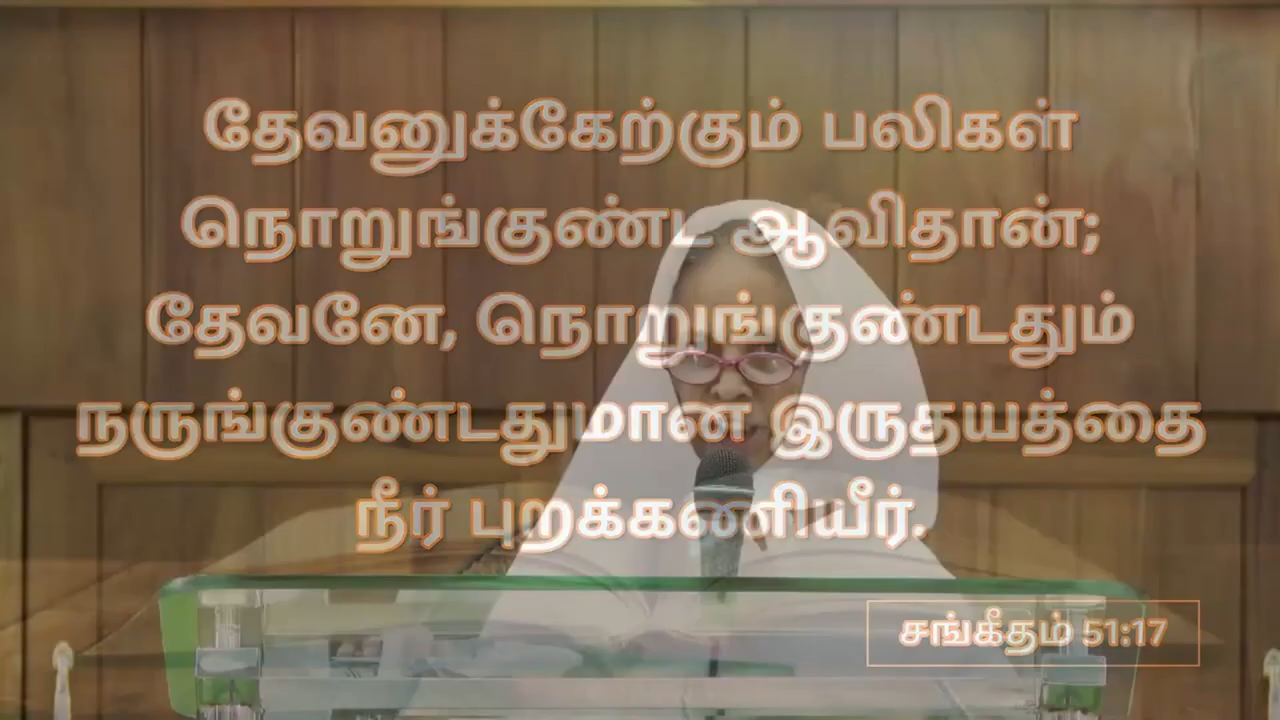 தேவனுக்கேற்கும் பலிகள்
நொறுங்குண்ட ஆவிதான்;
தேவனே, நொறுங்குண்டதும்
நருங்குண்டதுமான இருதயத்தை
நீர் புறக்கணியீர்.
சங்கீதம் 51:17